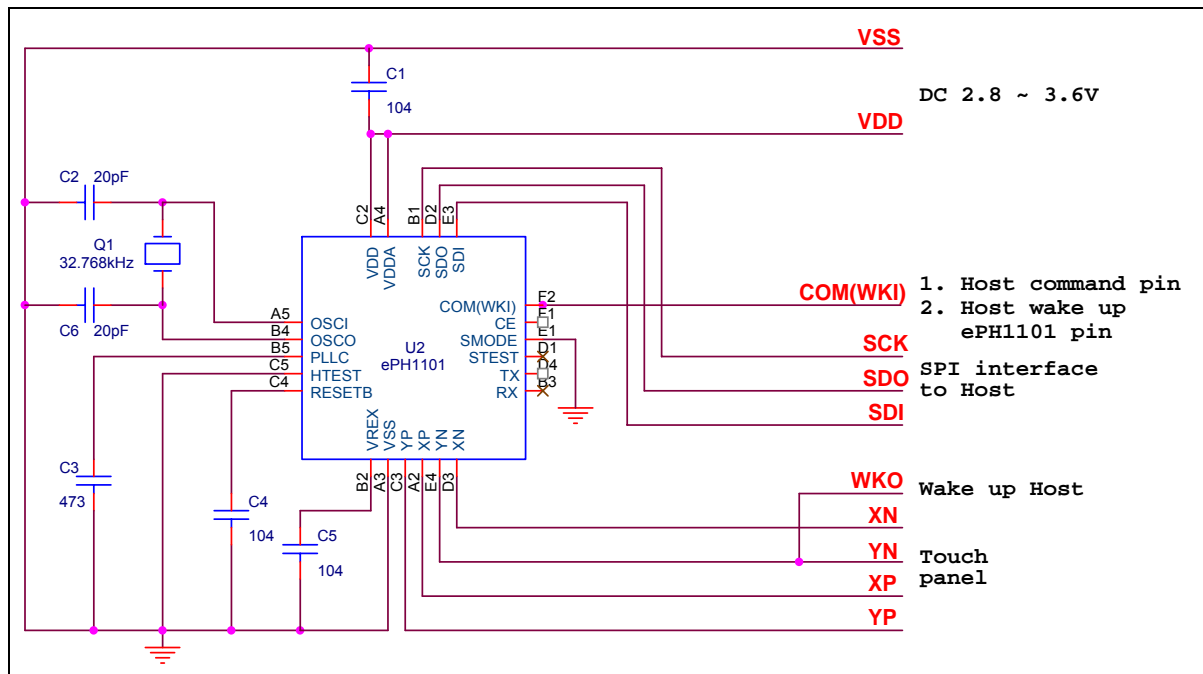 VSS
C1
104
DC 2.8 ~ 3.6V
VDD
C2 20pF
Q1
32.768kHz
C6 20pF
C2
A4
B1
D2
E3
VDD
VDDA
SCK
SDO
SDI
A5
OSCI
B4
OSCO
B5
PLLC
C5
HTEST
C4
RESETB
U2
ePH1101
COM(WKI)
CE
SMODE
STEST
TX
RX
E1
D1
D4
B3
VREX
VSS
YP
XP
YN
XN
B2
A3
C3
A2
E4
D3
C3
473
C4
104
C5
104
COM(WKI)
1. Host command pin
2. Host wake up
ePH1101 pin
SCK
SDO
SPI interface
to Host
SDI
WKO
Wake up Host
XN
YN
Touch
panel
XP
YP